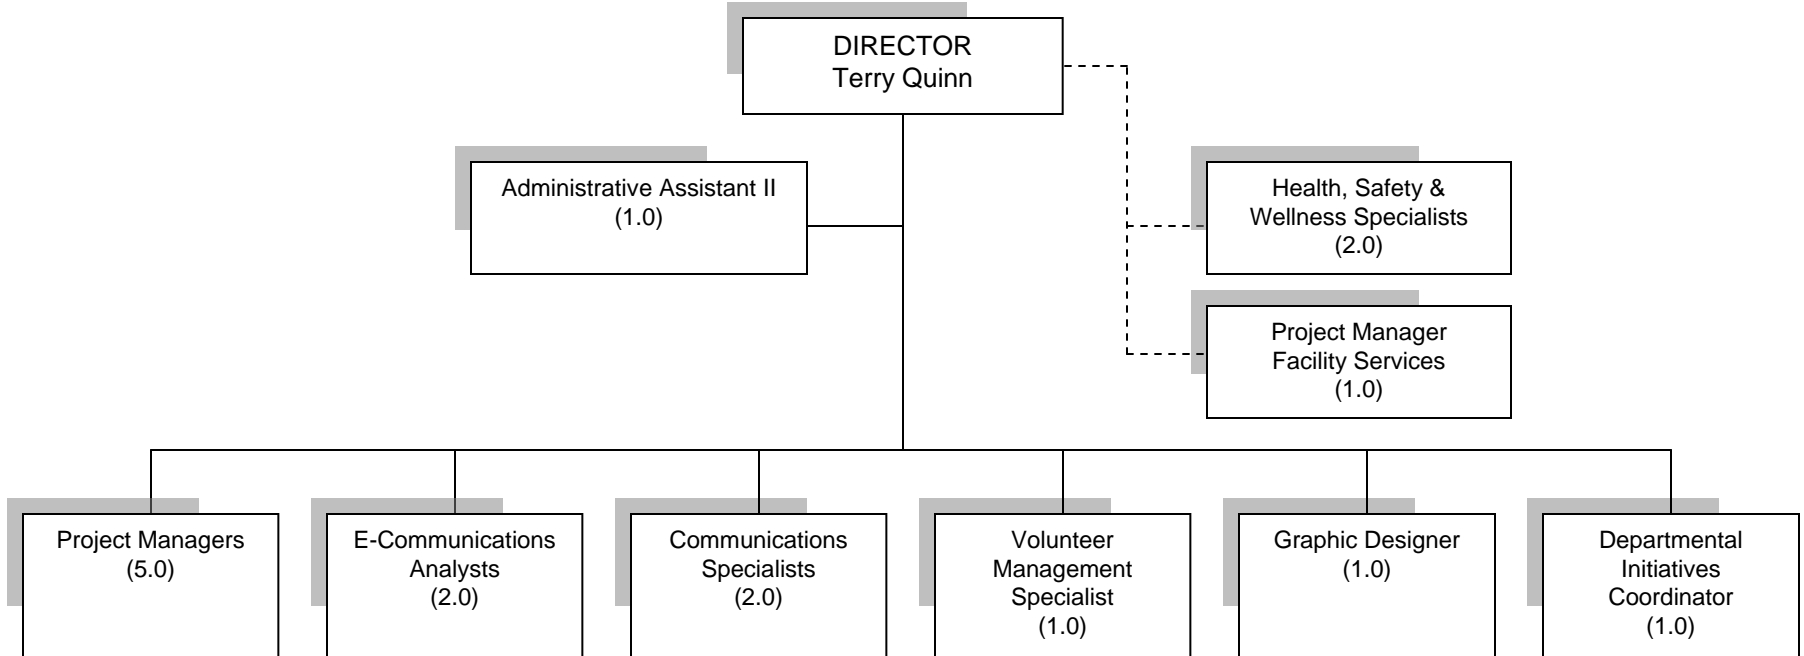 DIRECTOR
Terry Quinn
Administrative Assistant II
(1.0)
Health, Safety &
Wellness Specialists
(2.0)
Project Manager
Facility Services
(1.0)
Project Managers
(5.0)
E-Communications
Analysts
(2.0)
Communications
Specialists
(2.0)
Volunteer
Management
Specialist
(1.0)
Graphic Designer
(1.0)
Departmental
Initiatives
Coordinator
(1.0)